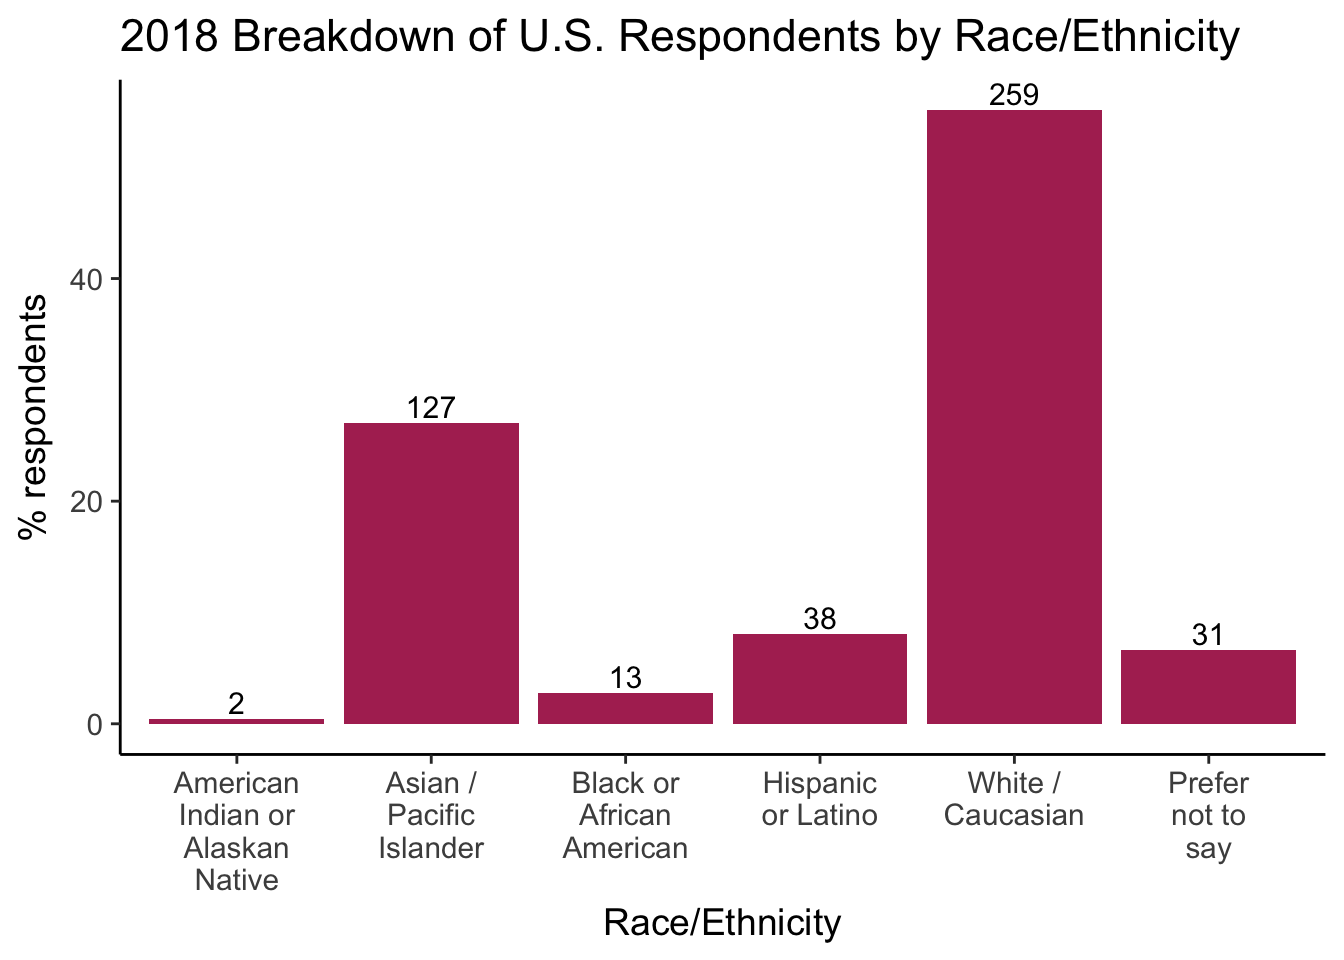 2018 Breakdown of U.S. Respondents by Race/Ethnicity
259
127
2
13
38
31
% respondents
40
20
0
American
Indian or
Alaskan
Native
Asian /
Pacific
Islander
Black or
African
American
Hispanic
or Latino
White /
Caucasian
Prefer
not to
say
Race/Ethnicity